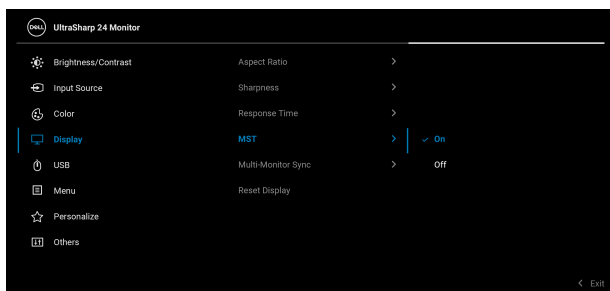 DELL UltraSharp 24 Monitor
Brightness/Contrast Aspect Ratio
Input Source Sharpness
Color Response Time
Display MST On
USB Multi-Monitor Sync Off
Menu Reset Display
Personalize
Others
Exit